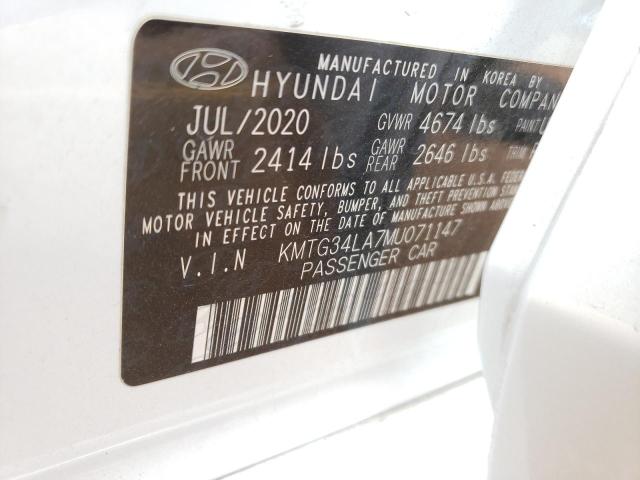 MANUFACTURED IN KOREA BY
HYUNDAI MOTOR COMPAN
JUL/2020 GVWR 4674 lbs PAINT
GAWR FRONT 2414 lbs GAWR REAR 2646 lbs TRIM
THIS VEHICLE CONFORMS TO ALL APPLICABLE U.S.A. FEDER
MOTOR VEHICLE SAFETY, BUMPER, AND THEFT PREVENTION STAN
IN EFFECT ON THE DATE OF MANUFACTURE SHOWN ABOV
V.I.N KMTG34LA7MU071147
PASSENGER CAR